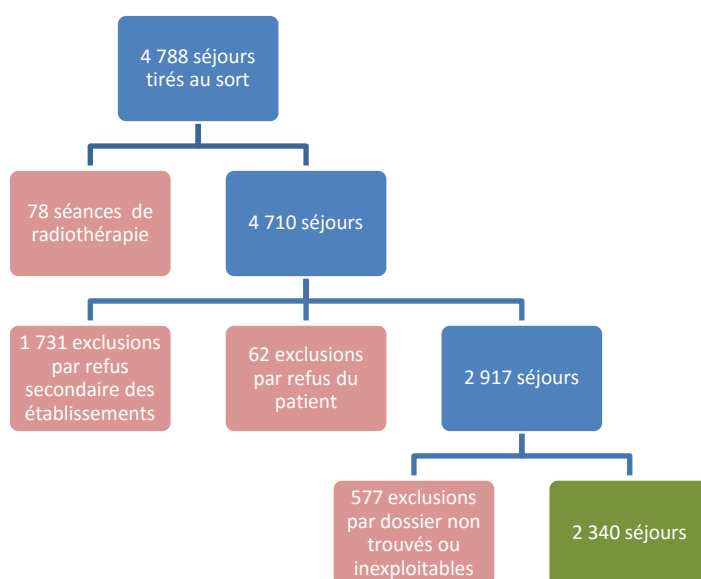 4 788 séjours
tirés au sort
78 séances de
radiothérapie
4 710 séjours
1 731 exclusions
par refus
secondaire des
établissements
62 exclusions
par refus du
patient
2 917 séjours
577 exclusions
par dossier non
trouvés ou
inexploitables
2 340 séjours